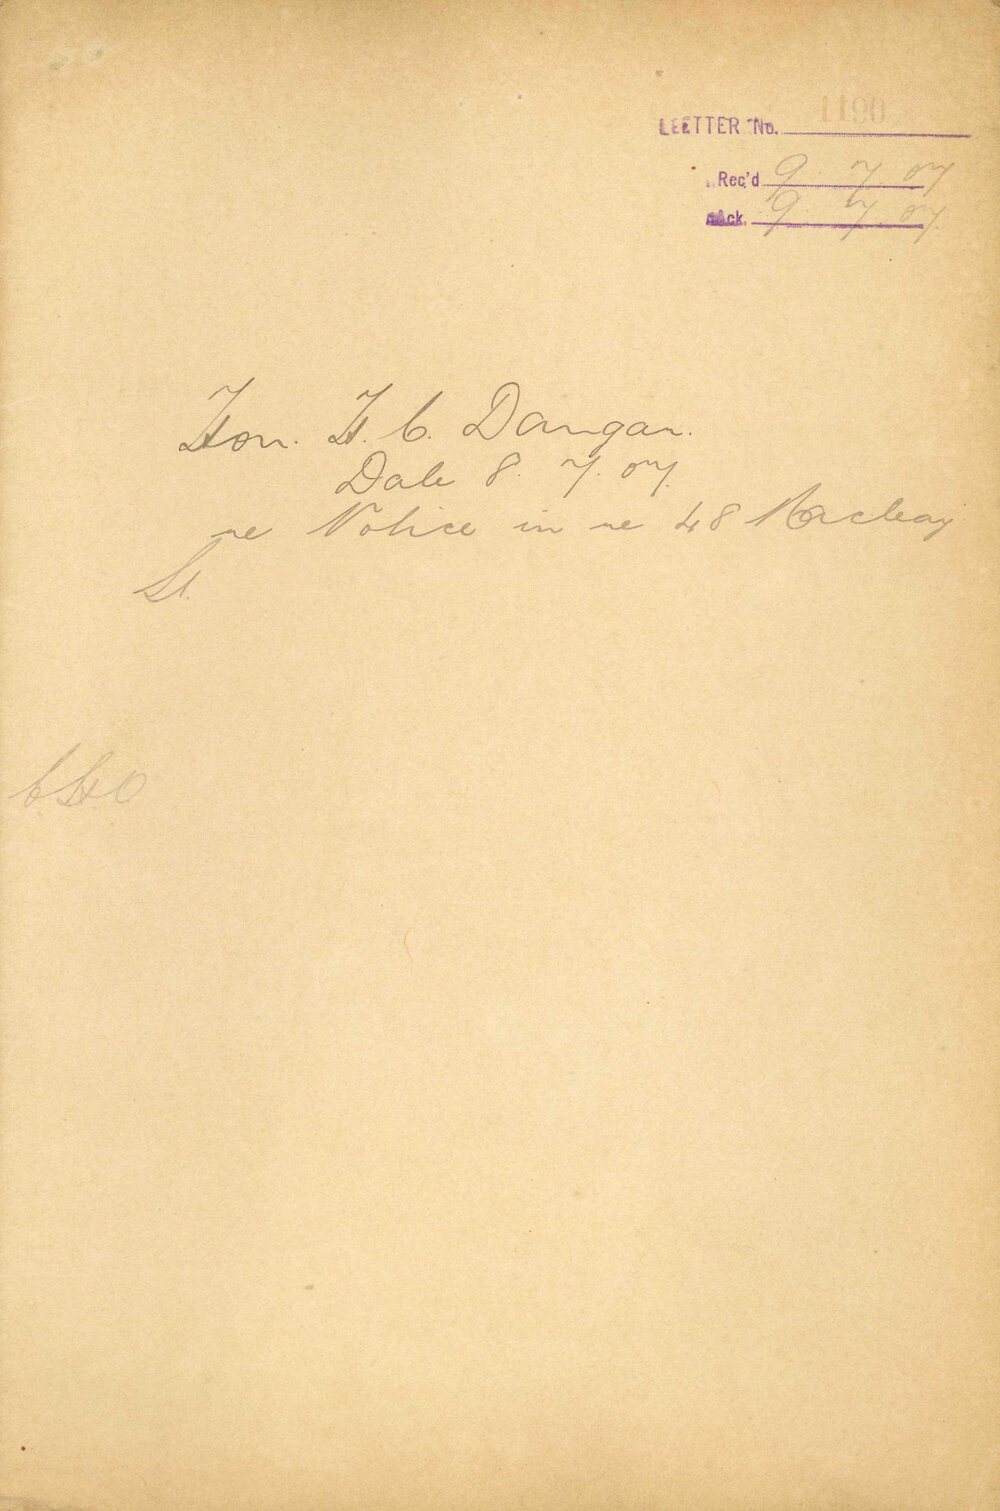 LETTER No. 1190
Rec'd 9 7 07
Ack. 9 7 07
Hon. H. C. Dangar.
Date 8. 7. 07.
re Notice in re 48 Macleay
St.